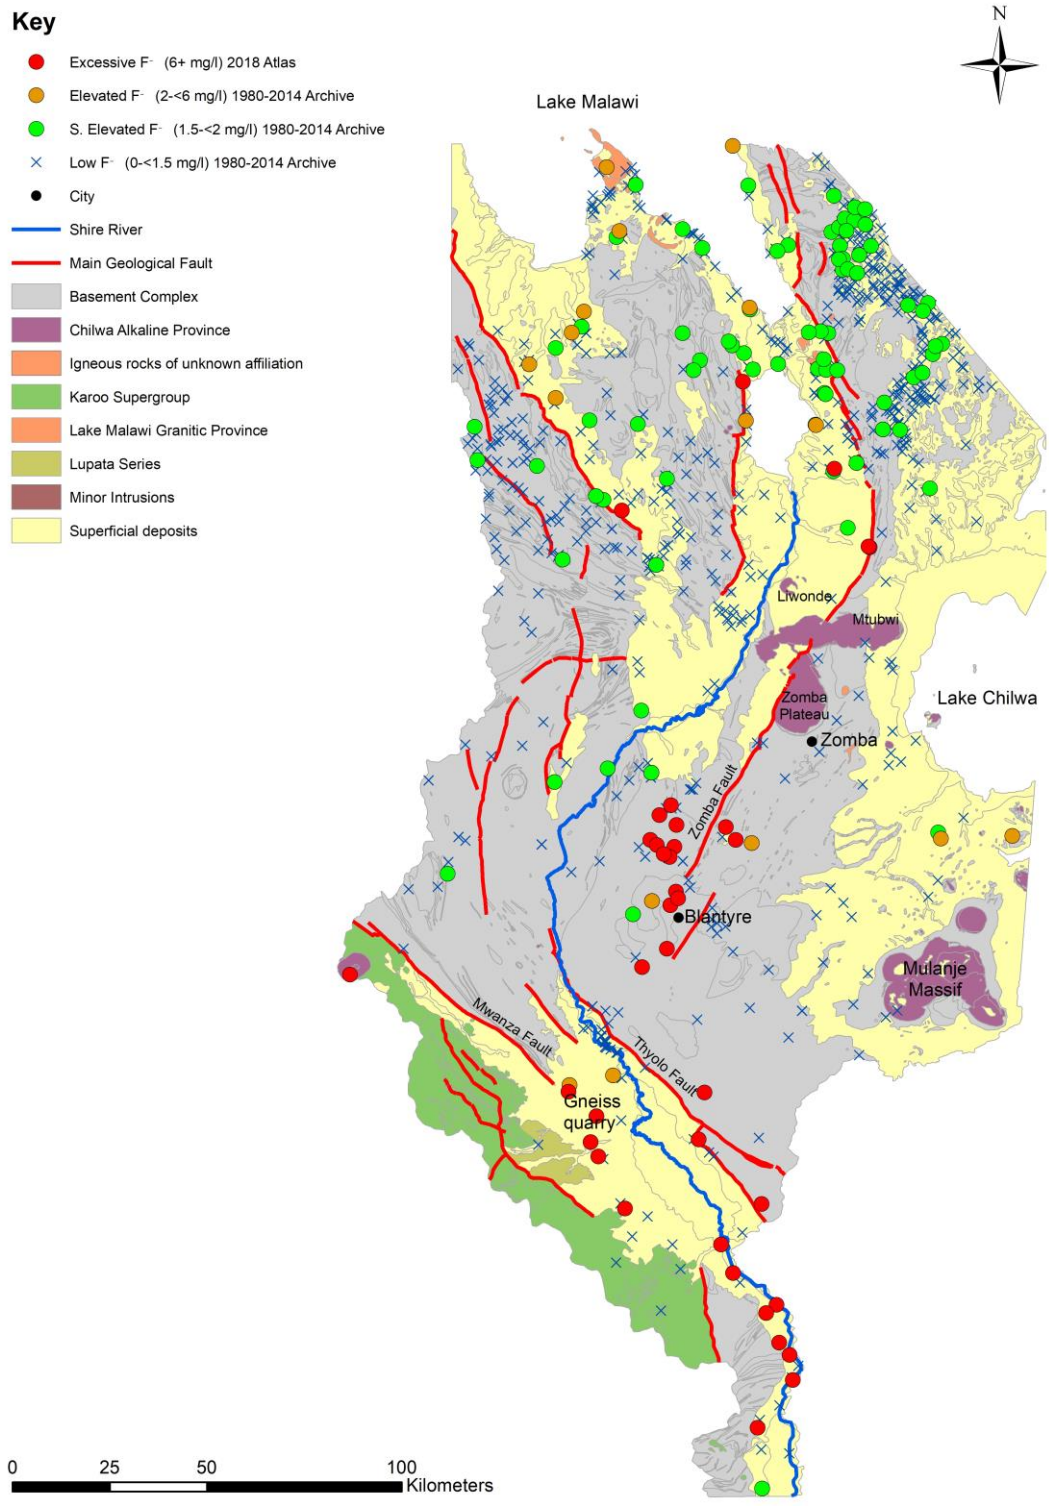 Key
Excessive F⁻ (6+ mg/l) 2018 Atlas
Elevated F⁻ (2-<6 mg/l) 1980-2014 Archive
S. Elevated F⁻ (1.5-<2 mg/l) 1980-2014 Archive
Low F⁻ (0-<1.5 mg/l) 1980-2014 Archive
City
Shire River
Main Geological Fault
Basement Complex
Chilwa Alkaline Province
Igneous rocks of unknown affiliation
Karoo Supergroup
Lake Malawi Granitic Province
Lupata Series
Minor Intrusions
Superficial deposits
N
Lake Malawi
Liwonde
Mtubwi
Lake Chilwa
Zomba
Plateau
Zomba
Zomba Fault
Blantyre
Mulanje
Massif
Mwanza Fault
Thyolo Fault
Gneiss
quarry
0 25 50 100
Kilometers